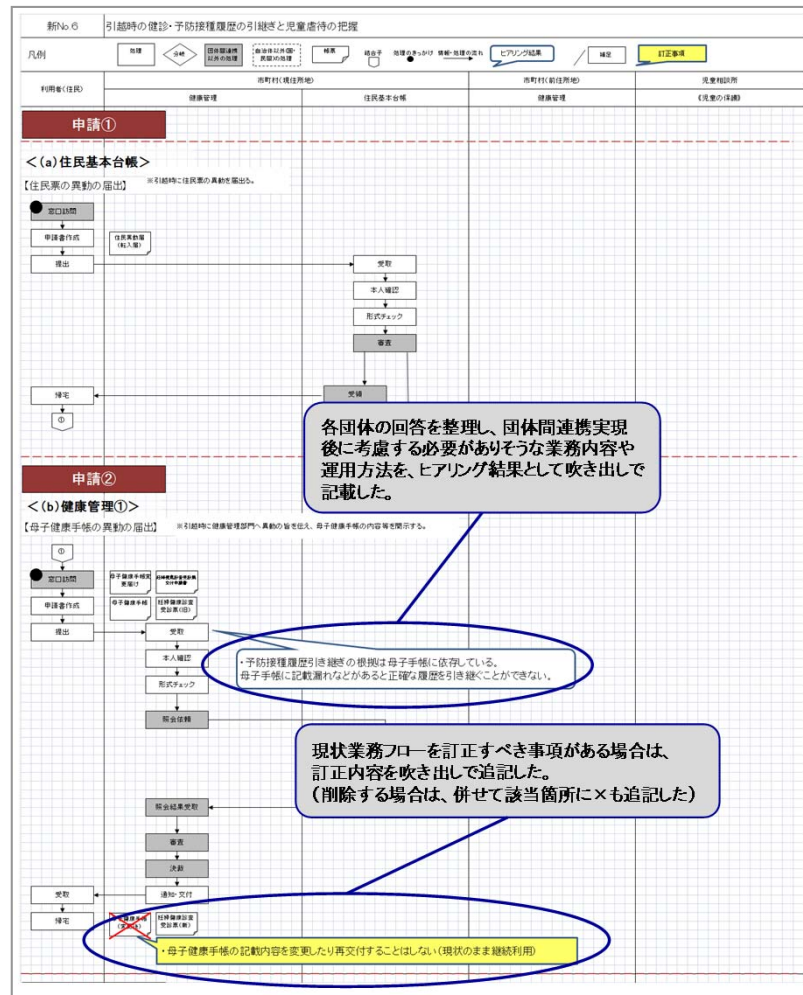 新No.6 引越時の健診・予防接種履歴の引継ぎと児童虐待の把握
凡例
処理
分岐
団体間連携
以外の処理
自治体以外(国・
民間)の処理
帳票
結合子
処理のきっかけ
情報・処理の流れ
ヒアリング結果
補足
訂正事項
利用者(住民)
市町村(現住所地)
市町村(前住所地)
児童相談所
健康管理
住民基本台帳
健康管理
《児童の保護》
申請①
<(a)住民基本台帳>
【住民票の異動の届出】 ※引越時に住民票の異動を届出る。
窓口訪問
申請書作成
住民異動届
(転入届)
提出
受取
本人確認
形式チェック
審査
帰宅
受領
①
各団体の回答を整理し、団体間連携実現
後に考慮する必要がありそうな業務内容や
運用方法を、ヒアリング結果として吹き出しで
記載した。
申請②
<(b)健康管理①>
【母子健康手帳の異動の届出】 ※引越時に健康管理部門へ異動の旨を伝え、母子健康手帳の内容等を開示する。
①
窓口訪問
母子健康手帳変
更届け
申請書作成
母子健康手帳
妊婦健康診査
受診票(旧)
提出
受取
本人確認
・予防接種履歴引き継ぎの根拠は母子手帳に依存している。
母子手帳に記載漏れなどがあると正確な履歴を引き継ぐことができない。
形式チェック
照会依頼
現状業務フローを訂正すべき事項がある場合は、
訂正内容を吹き出しで追記した。
(削除する場合は、併せて該当箇所に×も追記した)
照会結果受取
審査
決裁
受取
通知・交付
帰宅
妊婦健康診査
受診票(新)
・母子健康手帳の記載内容を変更したり再交付することはしない(現状のまま継続利用)